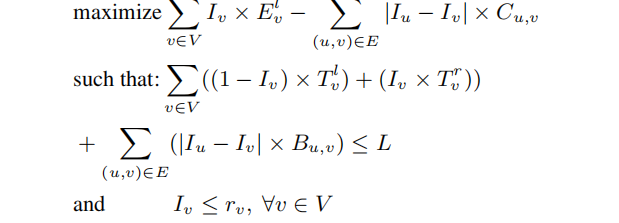 maximize ∑_{v∈V} I_v × E_v^l − ∑_{(u,v)∈E} |I_u − I_v| × C_{u,v}
such that: ∑_{v∈V} ((1 − I_v) × T_v^l) + (I_v × T_v^r))
+ ∑_{(u,v)∈E} (|I_u − I_v| × B_{u,v}) ≤ L
and I_v ≤ r_v, ∀v ∈ V